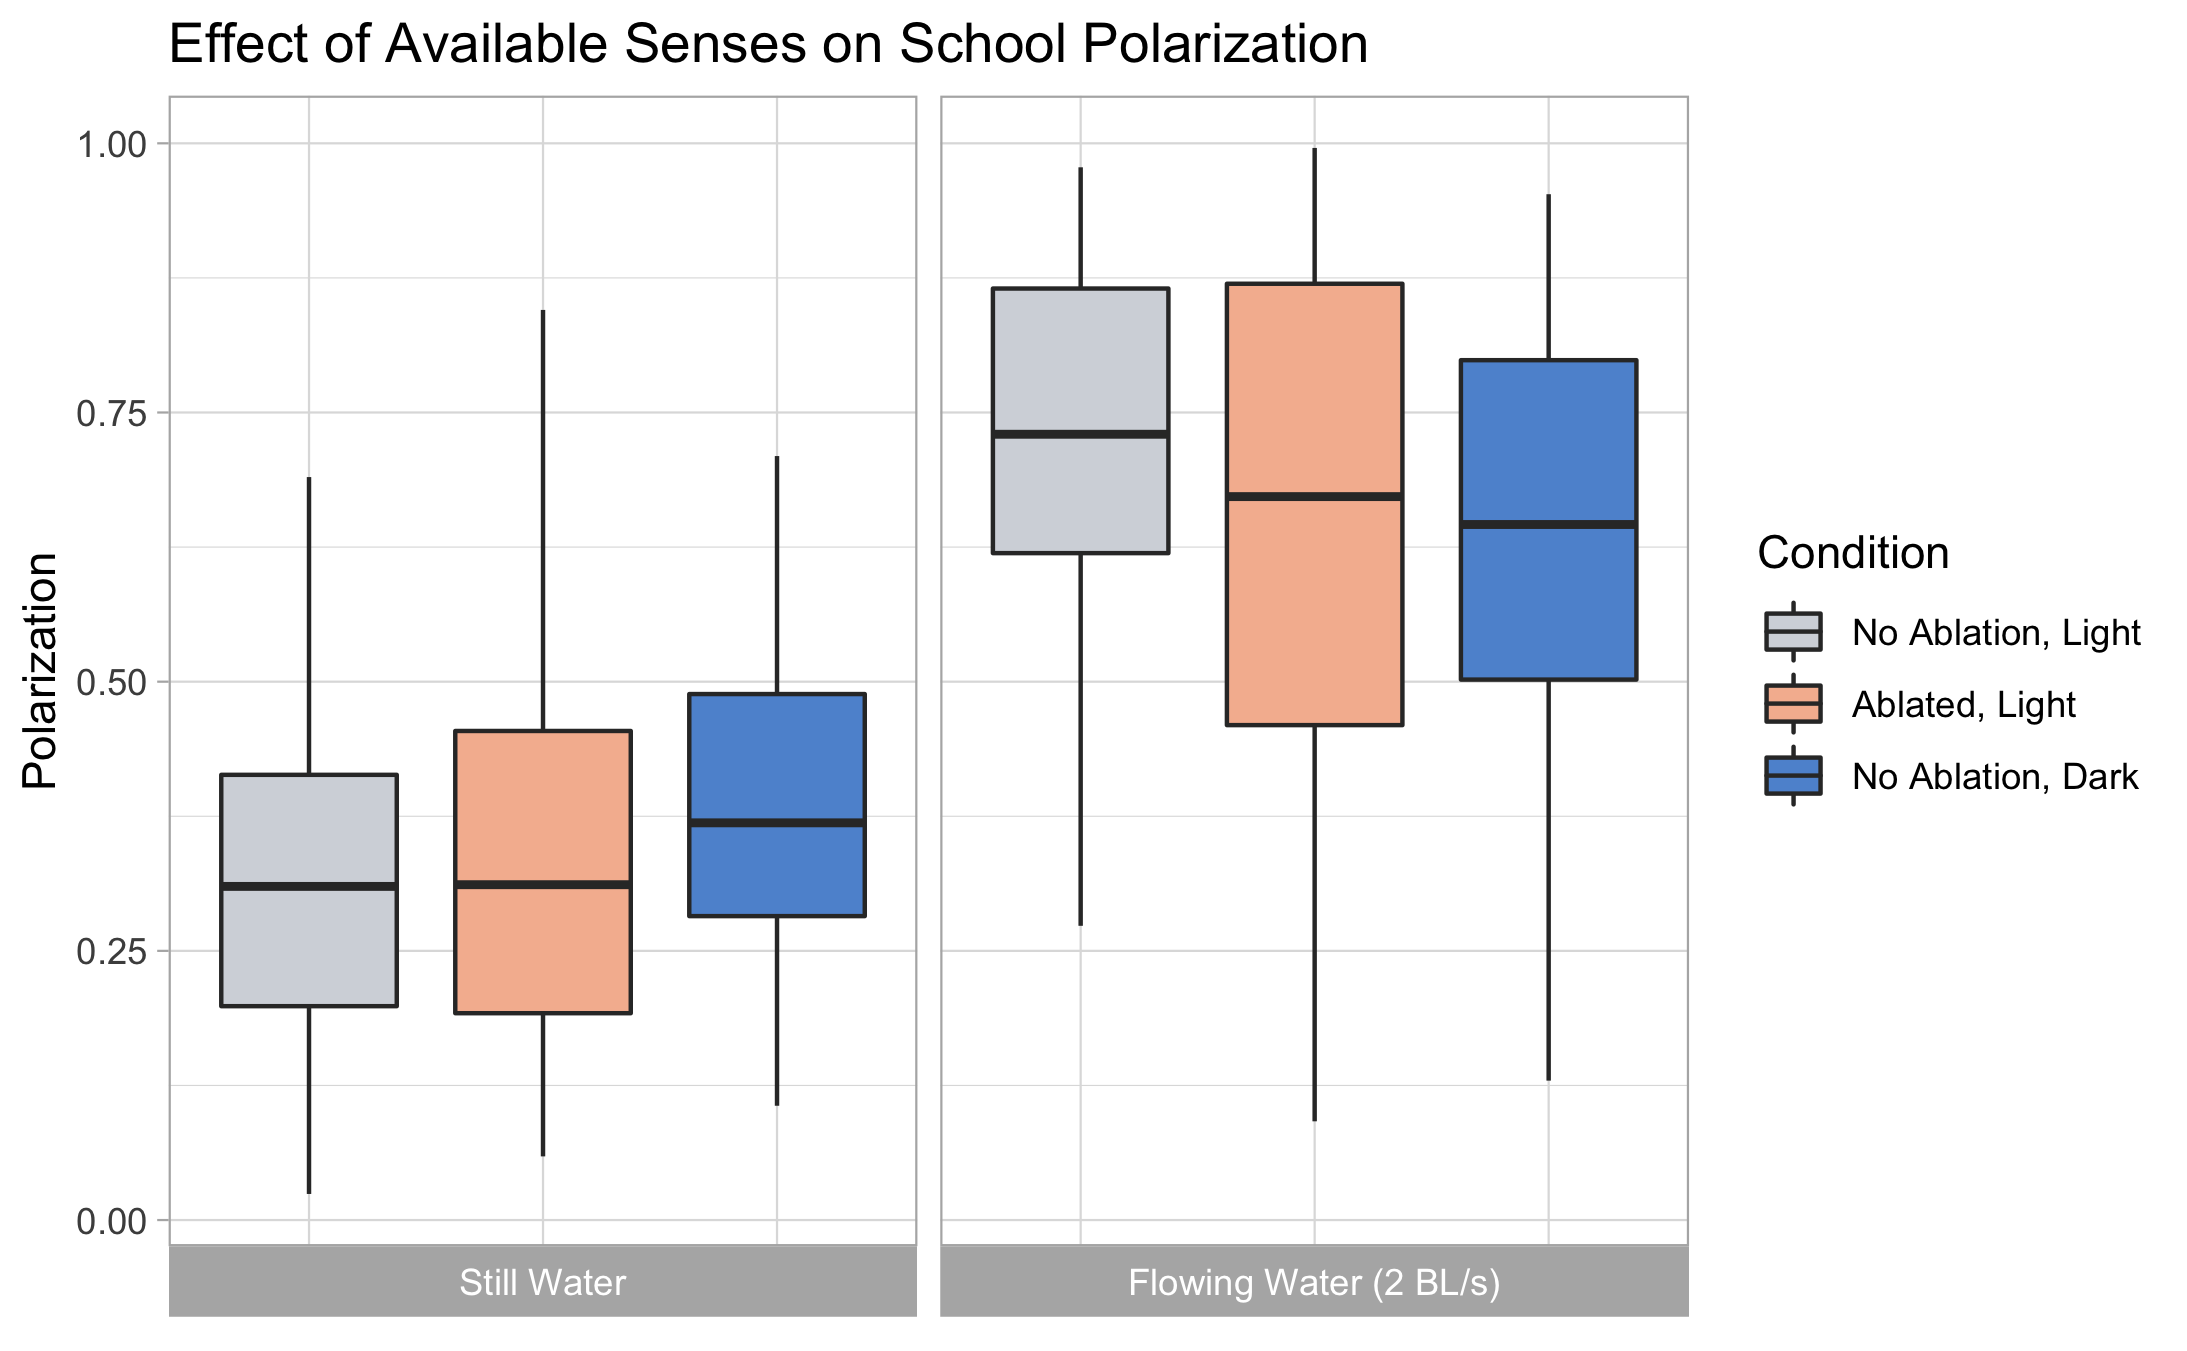 Effect of Available Senses on School Polarization
Polarization
1.00
0.75
0.50
0.25
0.00
Still Water
Flowing Water (2 BL/s)
Condition
No Ablation, Light
Ablated, Light
No Ablation, Dark